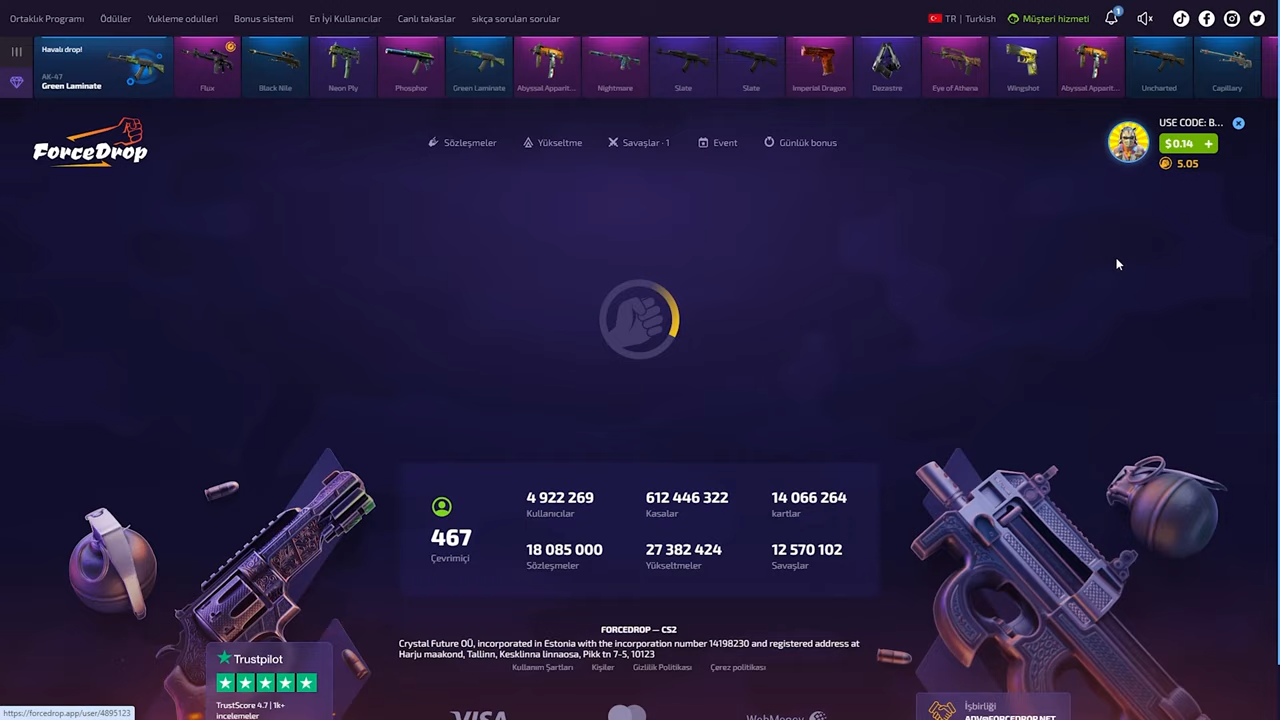 Ortaklık Programı
Ödüller
Yukleme odulleri
Bonus sistemi
En İyi Kullanıcılar
Canlı takaslar
sıkça sorulan sorular
TR | Turkish
Müşteri hizmeti
1
Havalı drop!
AK-47
Green Laminate
Flux
Black Nile
Neon Ply
Phosphor
Green Laminate
Abyssal Apparit...
Nightmare
Slate
Slate
Imperial Dragon
Dezastre
Eye of Athena
Wingshot
Abyssal Apparit...
Uncharted
Capillary
ForceDrop
Sözleşmeler
Yükseltme
Savaşlar · 1
Event
Günlük bonus
USE CODE: B...
$ 0.14 +
5.05
467
Çevrimiçi
4 922 269
Kullanıcılar
612 446 322
Kasalar
14 066 264
kartlar
18 085 000
Sözleşmeler
27 382 424
Yükseltmeler
12 570 102
Savaşlar
FORCEDROP — CS2
Crystal Future OÜ, incorporated in Estonia with the incorporation number 14198230 and registered address at
Harju maakond, Tallinn, Kesklinna linnaosa, Pikk tn 7-5, 10123
Kullanım Şartları
Kişiler
Gizlilik Politikası
Çerez politikası
Trustpilot
TrustScore 4.7 | 1k+
incelemeler
İşbirliği
ADV@FORCEDROP.NET
VISA
WebMoney
https://forcedrop.app/user/4895123